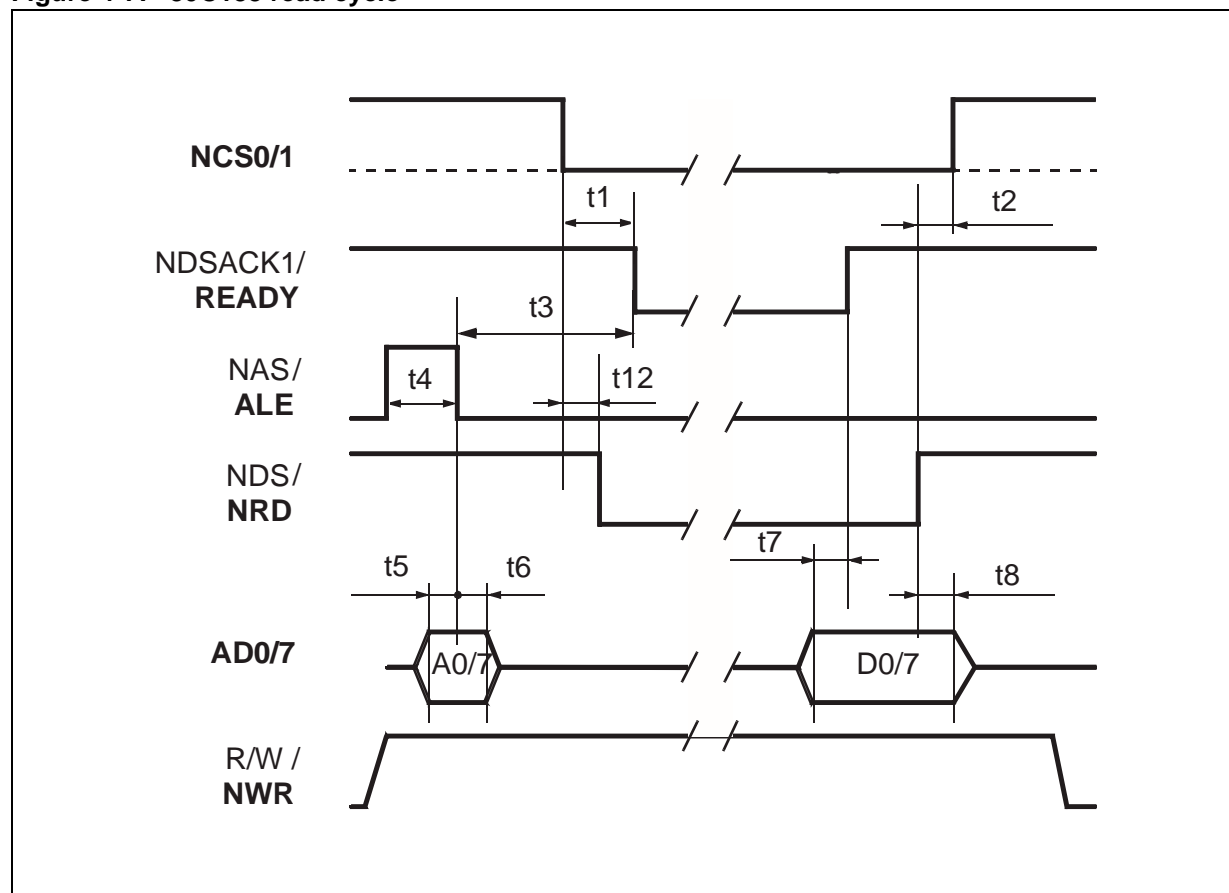 NCS0/1
t1
t2
NDSACK1/
READY
t3
NAS/
ALE
t4
t12
NDS/
NRD
t7
t5
t6
t8
AD0/7
A0/7
D0/7
R/W /
NWR